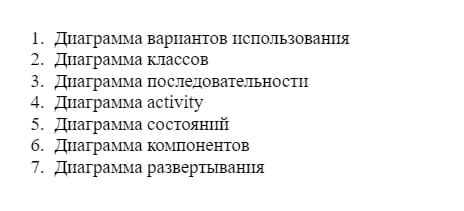 1. Диаграмма вариантов использования
2. Диаграмма классов
3. Диаграмма последовательности
4. Диаграмма activity
5. Диаграмма состояний
6. Диаграмма компонентов
7. Диаграмма развертывания